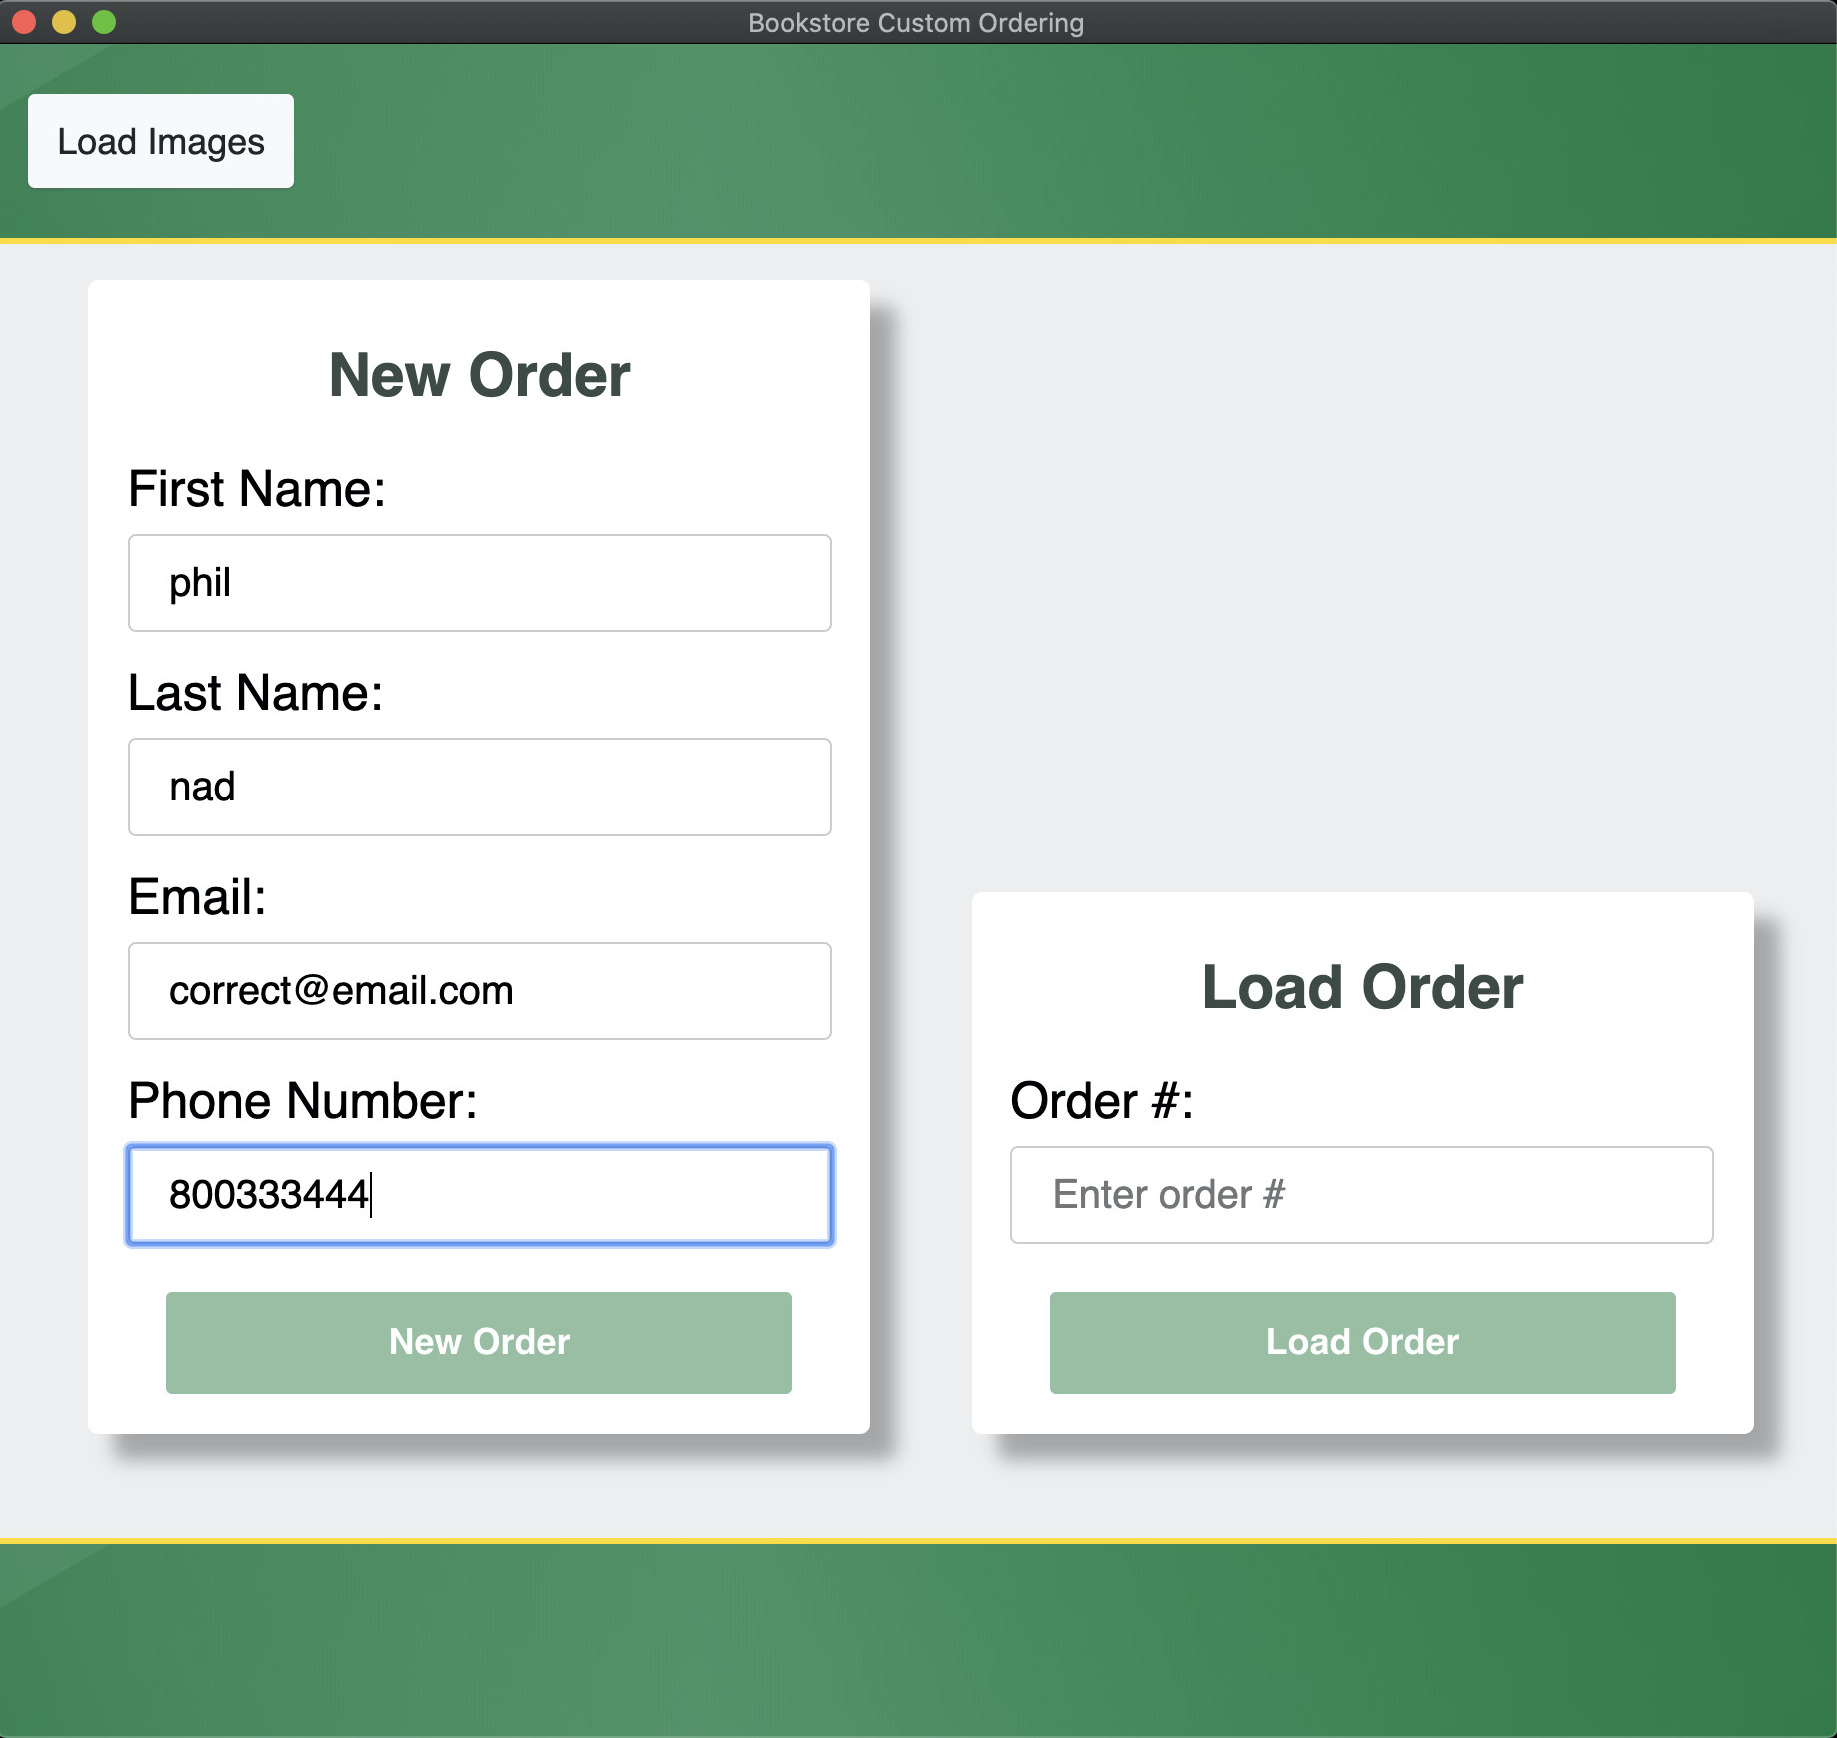 Bookstore Custom Ordering
Load Images
New Order
First Name:
phil
Last Name:
nad
Email:
correct@email.com
Phone Number:
800333444
New Order
Load Order
Order #:
Enter order #
Load Order